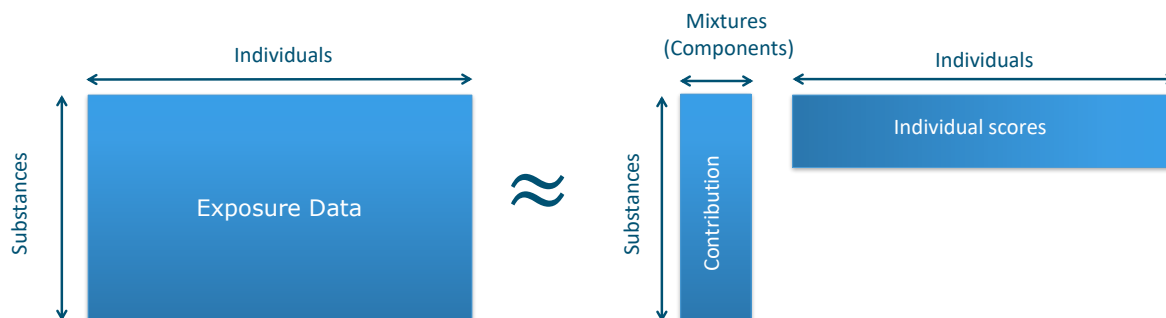 Individuals
Substances
Exposure Data
≈
Mixtures
(Components)
Substances
Contribution
Individuals
Individual scores